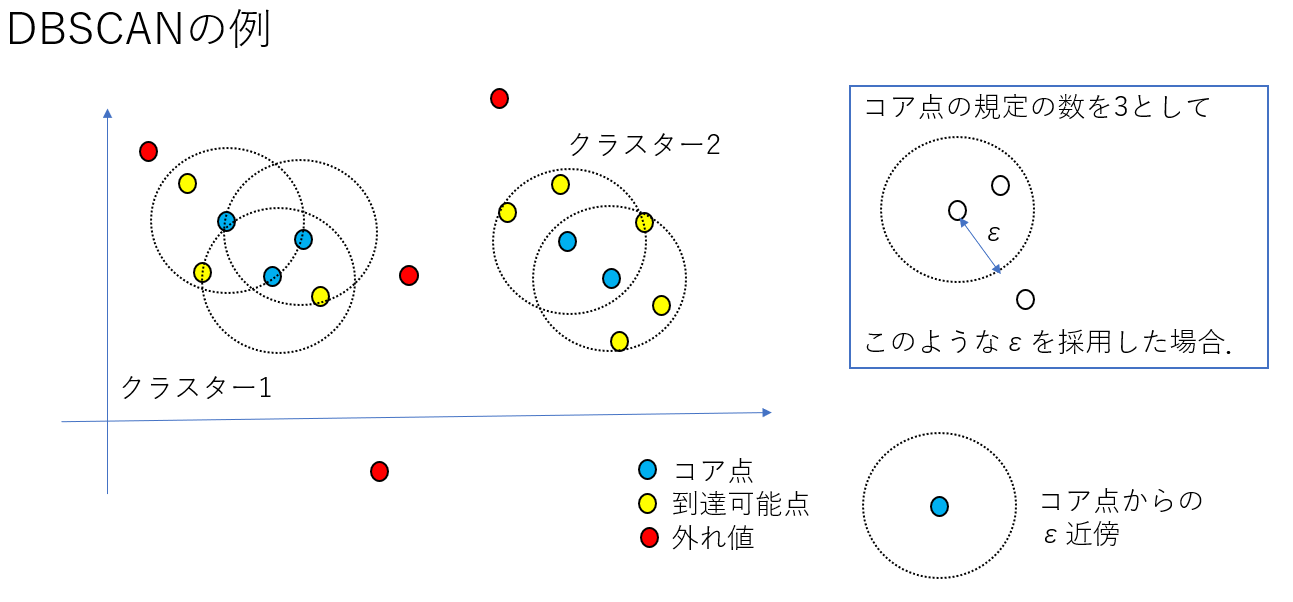 DBSCANの例
クラスター2
クラスター1
コア点の規定の数を3として
ε
このようなεを採用した場合.
コア点
到達可能点
外れ値
コア点からの
ε近傍